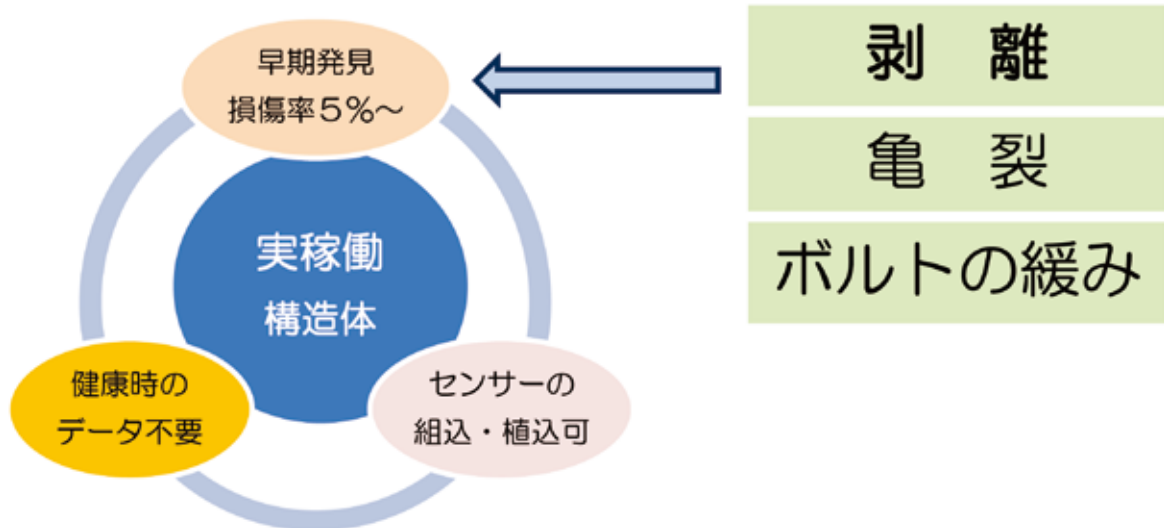 早期発見
損傷率５％～
実稼働
構造体
健康時の
データ不要
センサーの
組込・植込可
剥　離
亀　裂
ボルトの緩み